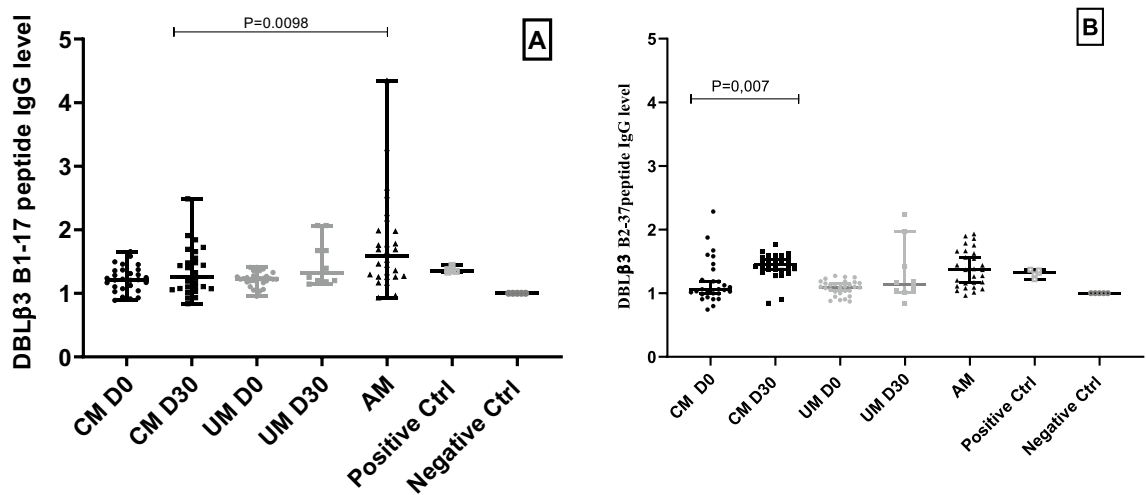 P=0.0098
A
DBLβ3 B1-17 peptide IgG level
5
4
3
2
1
0
CM D0
CM D30
UM D0
UM D30
AM
Positive Ctrl
Negative Ctrl
B
P=0,007
DBLβ3 B2-37peptide IgG level
5
4
3
2
1
0
CM D0
CM D30
UM D0
UM D30
AM
Positive Ctrl
Negative Ctrl